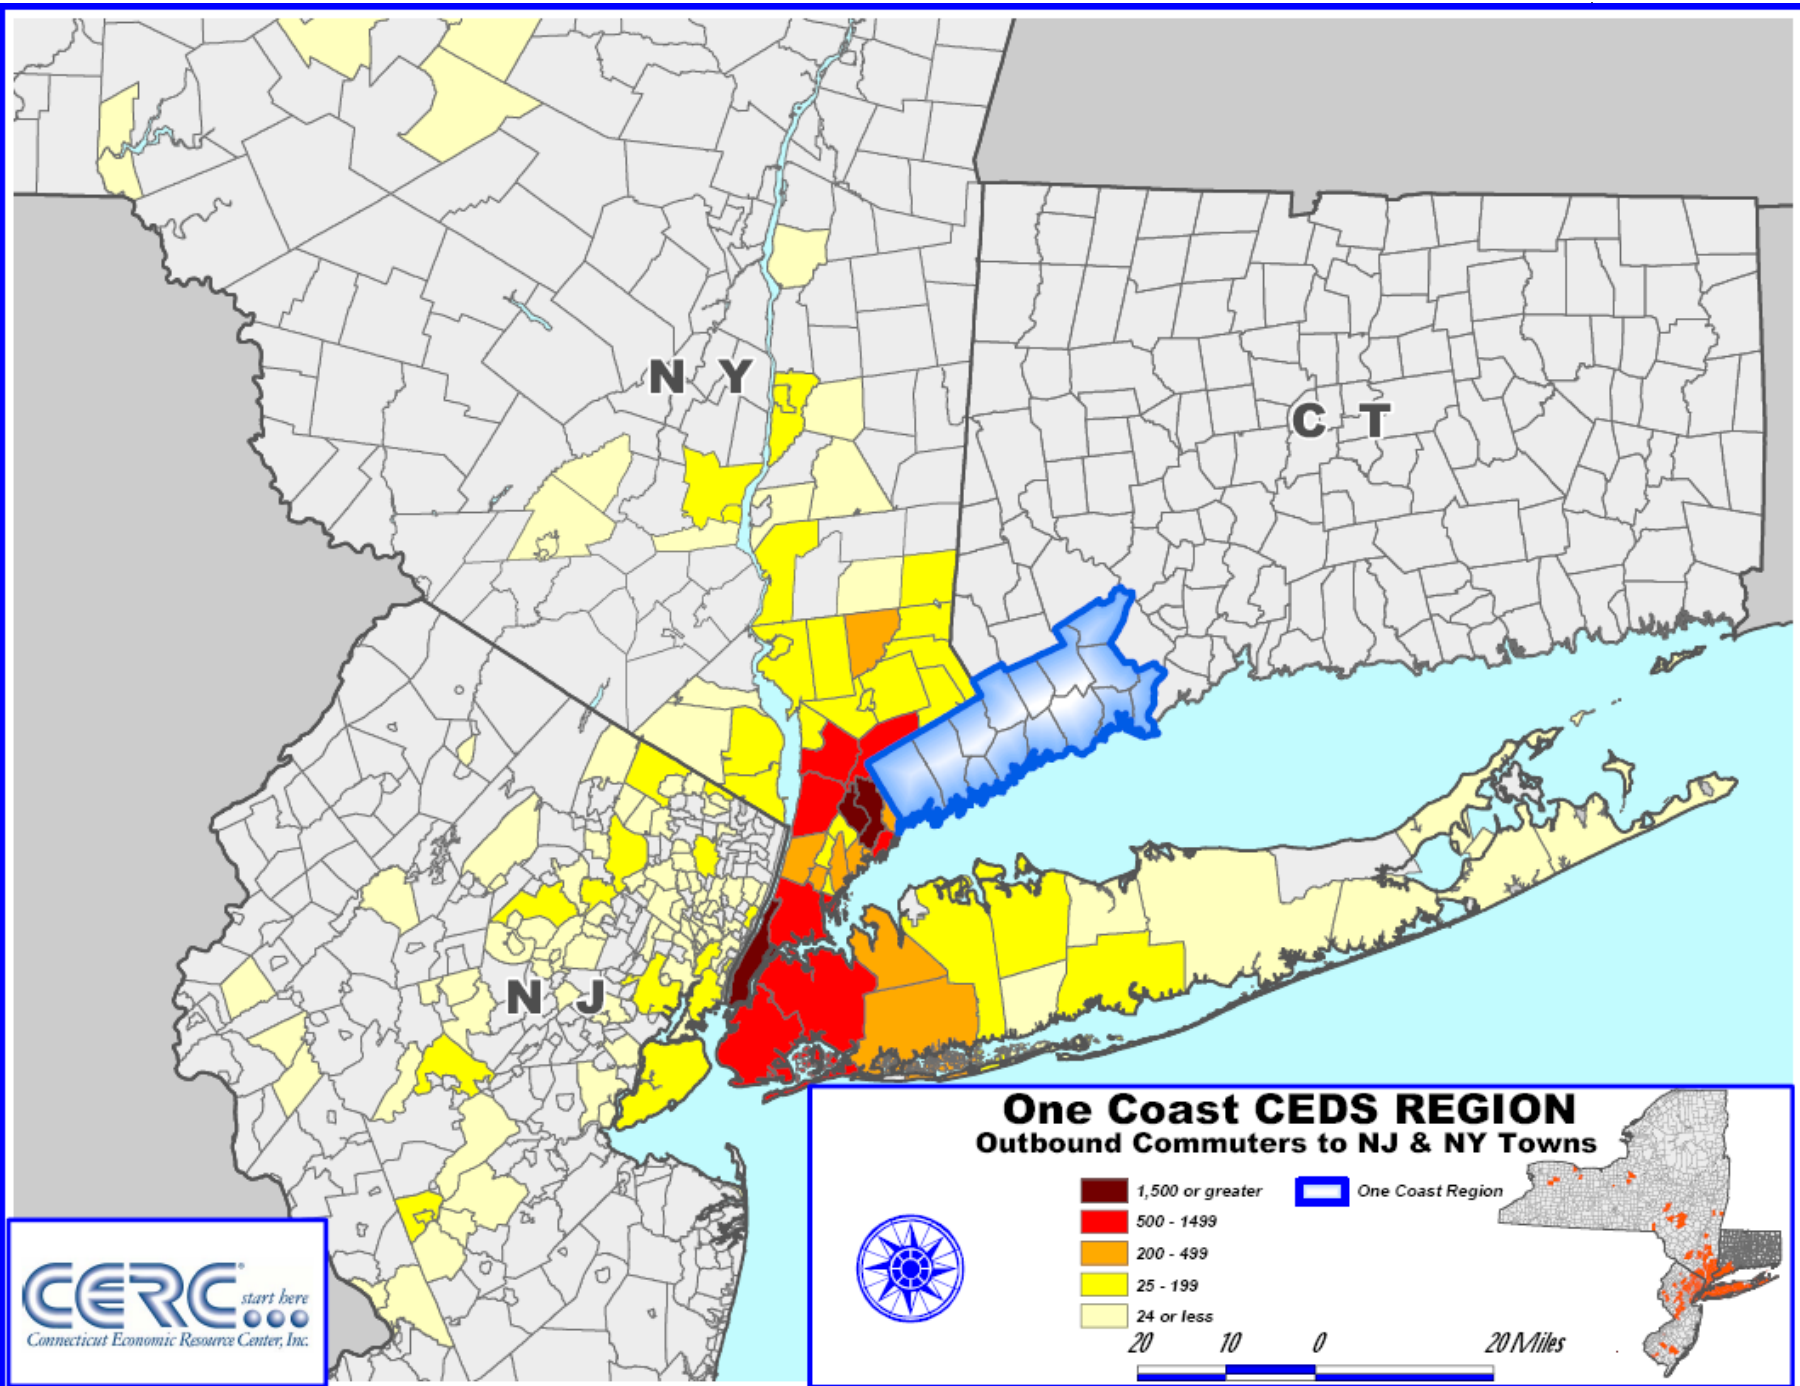 N Y
C T
N J
One Coast CEDS REGION
Outbound Commuters to NJ & NY Towns
1,500 or greater
One Coast Region
500 - 1499
200 - 499
25 - 199
24 or less
20 10 0 20 Miles
CERC
start here
Connecticut Economic Resource Center, Inc.